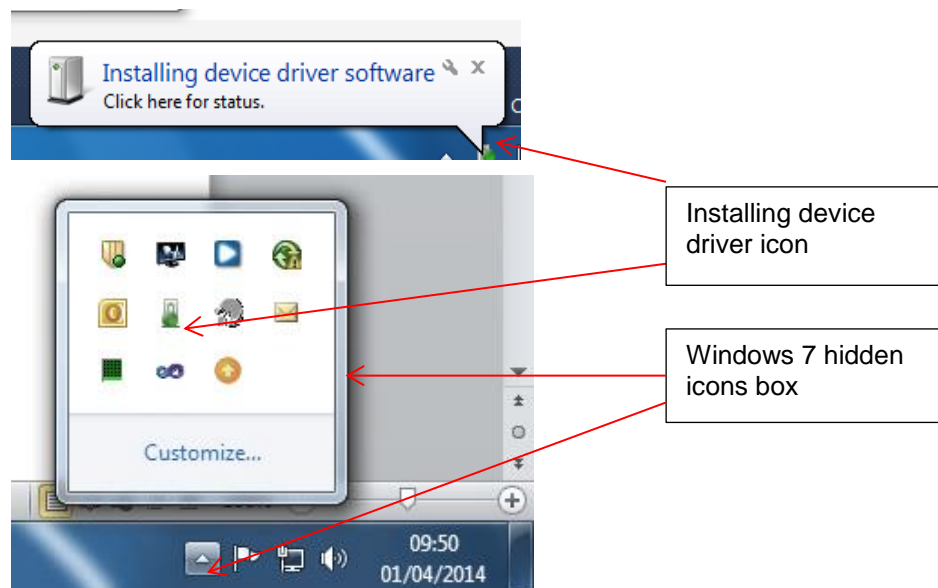 Installing device driver software
Click here for status.
Installing device
driver icon
Windows 7 hidden
icons box
Customize...
09:50
01/04/2014